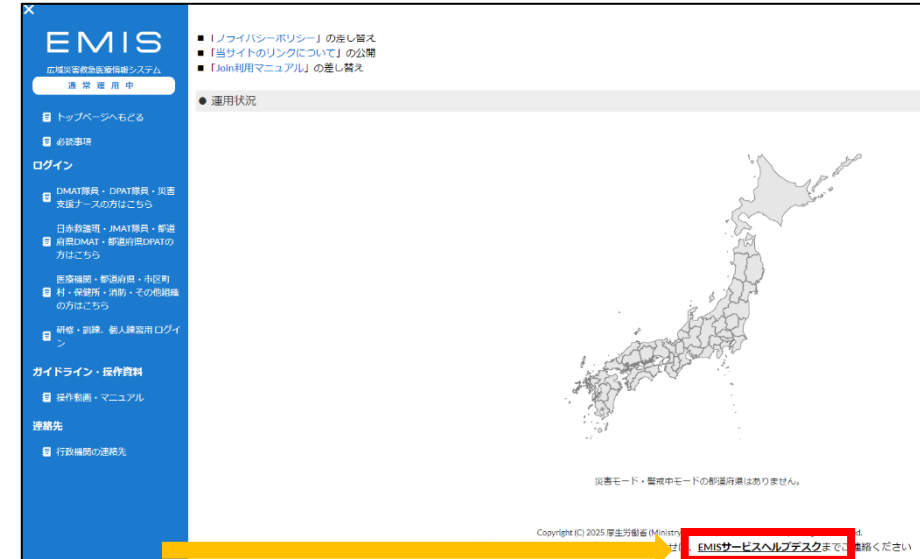 ×
EMIS
広域災害救急医療情報システム
通常運用中
トップページへもどる
必読事項
ログイン
DMAT隊員・DPAT隊員・災害
支援ナースの方はこちら
日赤救護班・JMAT隊員・都道
府県DMAT・都道府県DPATの
方はこちら
医療機関・都道府県・市区町
村・保健所・消防・その他組織
の方はこちら
研修・訓練、個人練習用ログイ
ン
ガイドライン・操作資料
操作動画・マニュアル
連絡先
行政機関の連絡先
■「プライバシーポリシー」の差し替え
■「当サイトのリンクについて」の公開
■「Join利用マニュアル」の差し替え
● 運用状況
災害モード・警戒中モードの都道府県はありません。
Copyright (C) 2025 厚生労働省 (Ministry
EMISサービスヘルプデスクまでご連絡ください